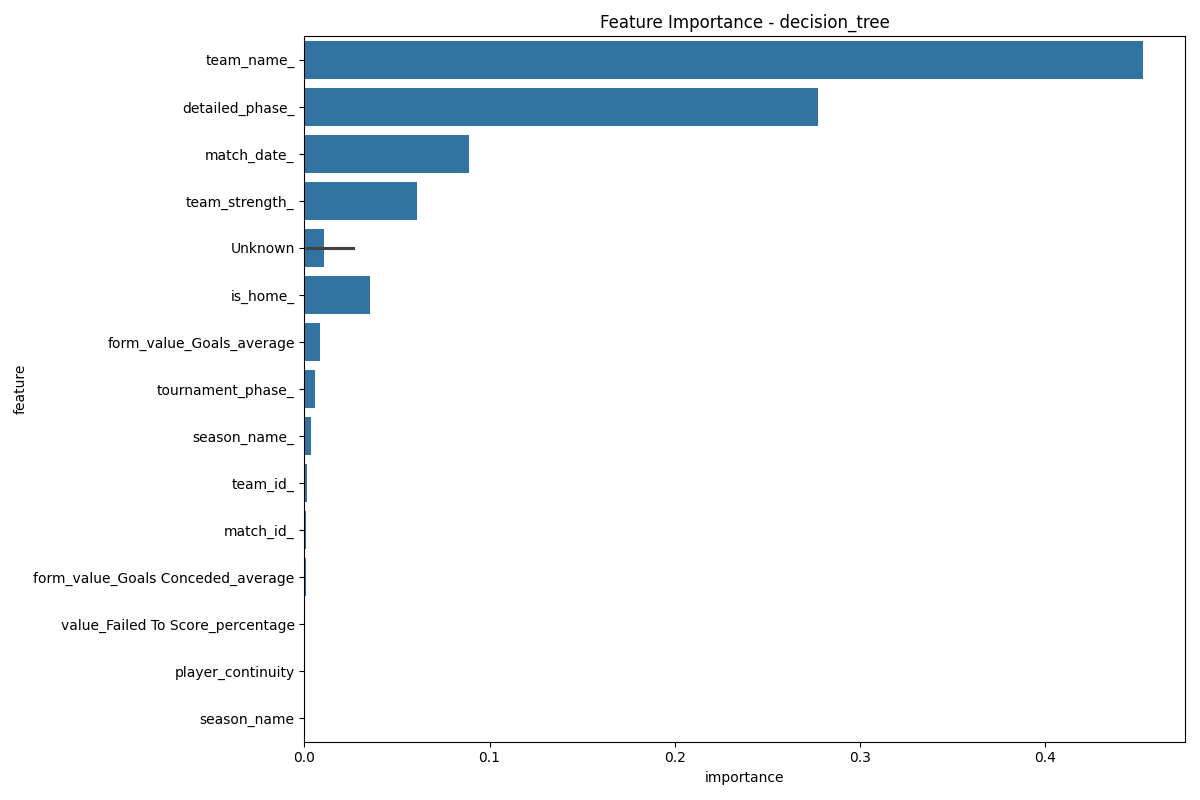 Feature Importance - decision_tree
team_name_
detailed_phase_
match_date_
team_strength_
Unknown
is_home_
form_value_Goals_average
tournament_phase_
season_name_
team_id_
match_id_
form_value_Goals Conceded_average
value_Failed To Score_percentage
player_continuity
season_name
feature
0.0 0.1 0.2 0.3 0.4
importance